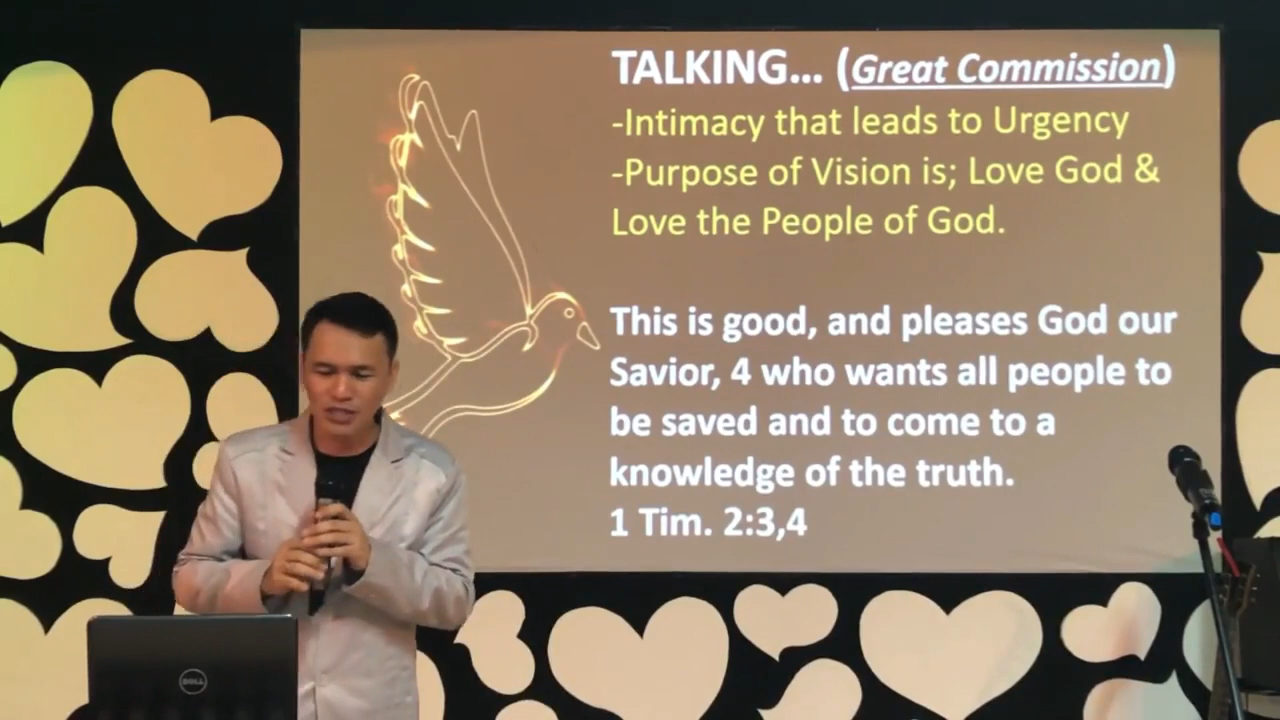 TALKING... (Great Commission)
-Intimacy that leads to Urgency
-Purpose of Vision is; Love God &
Love the People of God.
This is good, and pleases God our
Savior, 4 who wants all people to
be saved and to come to a
knowledge of the truth.
1 Tim. 2:3,4
DELL